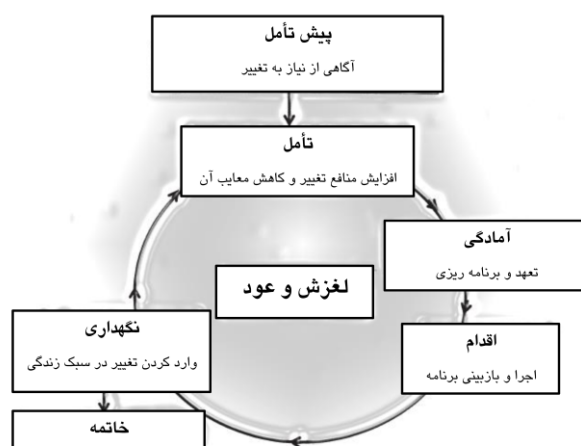 پیش تأمل
آگاهی از نیاز به تغییر
تأمل
افزایش منافع تغییر و کاهش معایب آن
آمادگی
تعهد و برنامه ریزی
لغزش و عود
اقدام
اجرا و بازبینی برنامه
نگهداری
وارد کردن تغییر در سبک زندگی
خاتمه